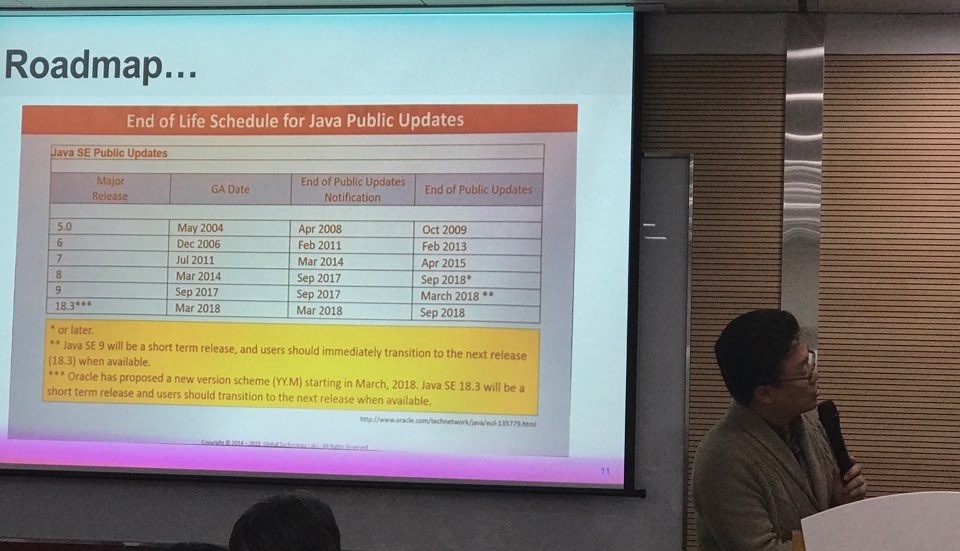 Roadmap...
End of Life Schedule for Java Public Updates
Java SE Public Updates
Major Release GA Date End of Public Updates Notification End of Public Updates
5.0 May 2004 Apr 2008 Oct 2009
6 Dec 2006 Feb 2011 Feb 2013
7 Jul 2011 Mar 2014 Apr 2015
8 Mar 2014 Sep 2017 Sep 2018*
9 Sep 2017 Sep 2017 March 2018 **
18.3*** Mar 2018 Mar 2018 Sep 2018
* or later.
** Java SE 9 will be a short term release, and users should immediately transition to the next release
(18.3) when available.
*** Oracle has proposed a new version scheme (YY.M) starting in March, 2018. Java SE 18.3 will be a
short term release and users should transition to the next release when available.
http://www.oracle.com/technetwork/java/eol-135779.html
Copyright © 2014 - 2018, Global Technology Labs. All Rights Reserved
11